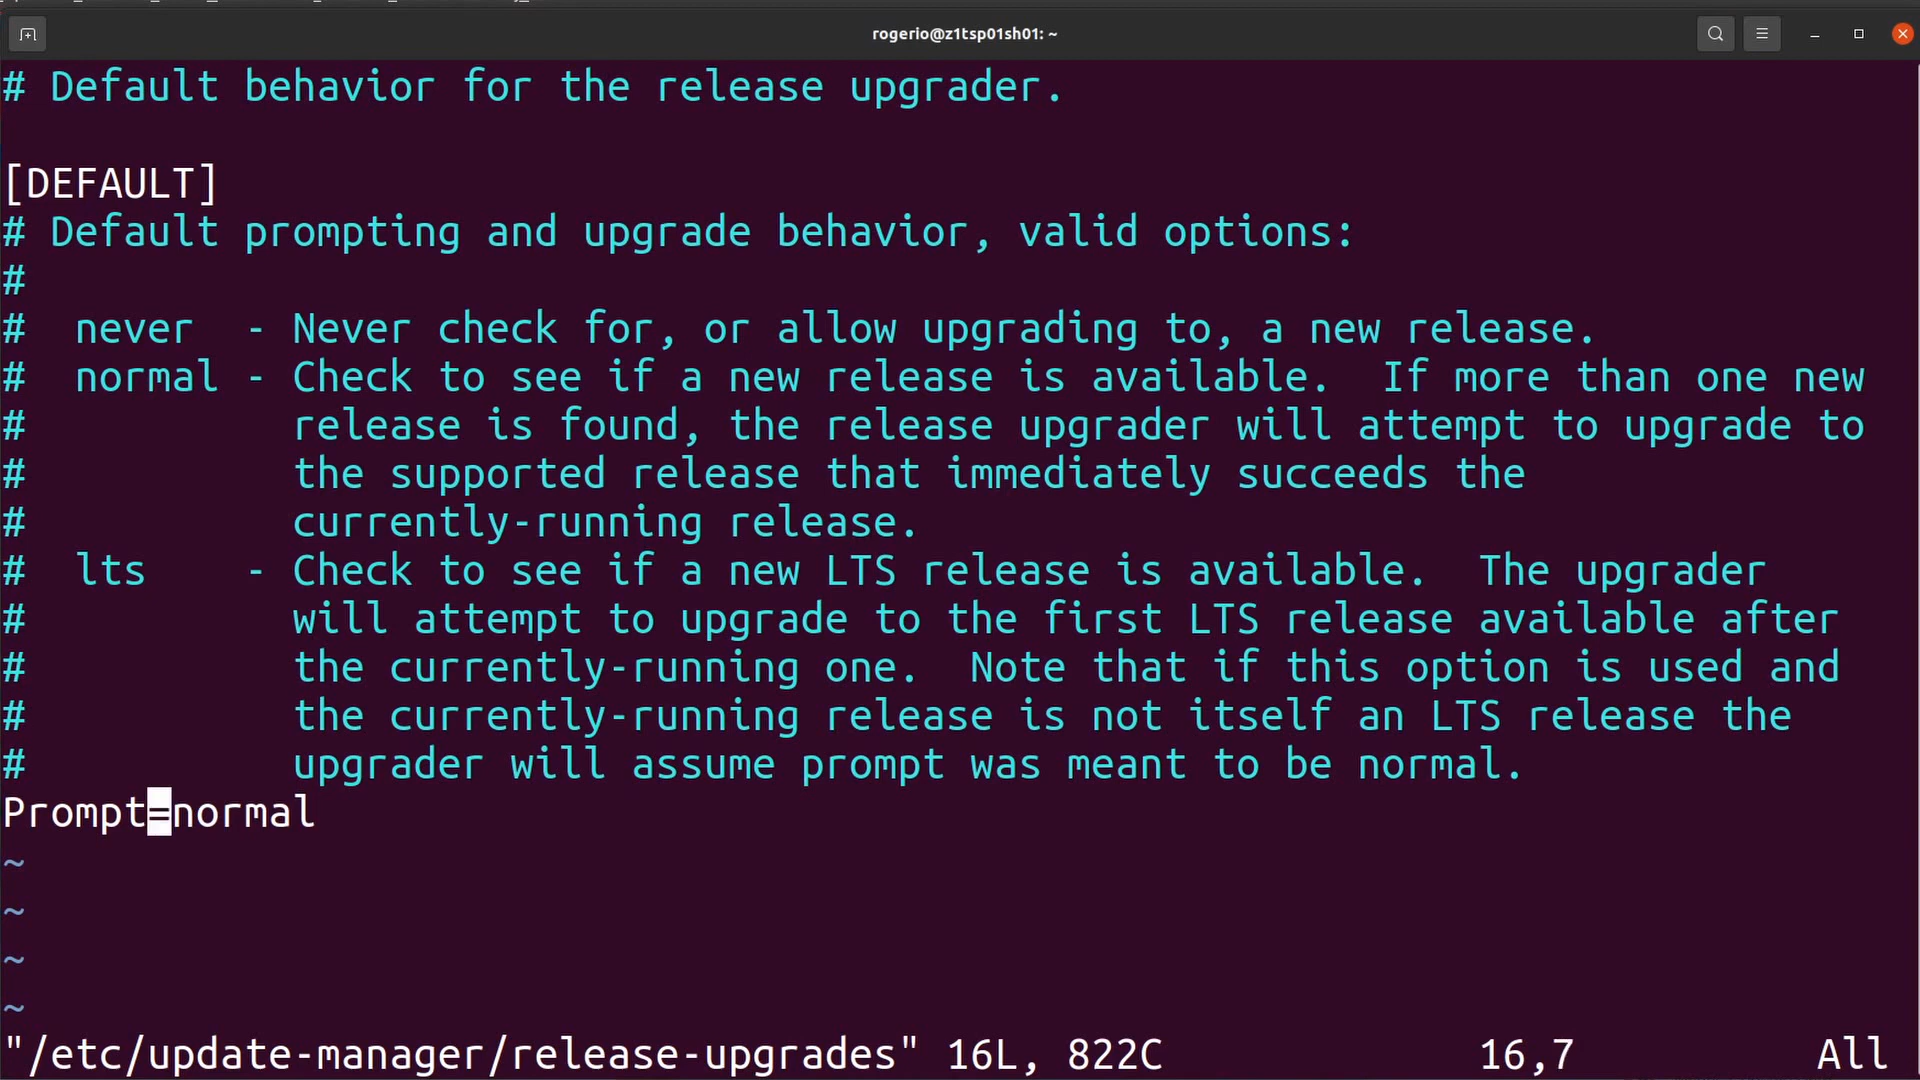 rogerio@z1tsp01sh01: ~
# Default behavior for the release upgrader.
[DEFAULT]
# Default prompting and upgrade behavior, valid options:
#
#  never  - Never check for, or allow upgrading to, a new release.
#  normal - Check to see if a new release is available.  If more than one new
#           release is found, the release upgrader will attempt to upgrade to
#           the supported release that immediately succeeds the
#           currently-running release.
#  lts    - Check to see if a new LTS release is available.  The upgrader
#           will attempt to upgrade to the first LTS release available after
#           the currently-running one.  Note that if this option is used and
#           the currently-running release is not itself an LTS release the
#           upgrader will assume prompt was meant to be normal.
Prompt=normal
~
~
~
~
"/etc/update-manager/release-upgrades" 16L, 822C 16,7 All